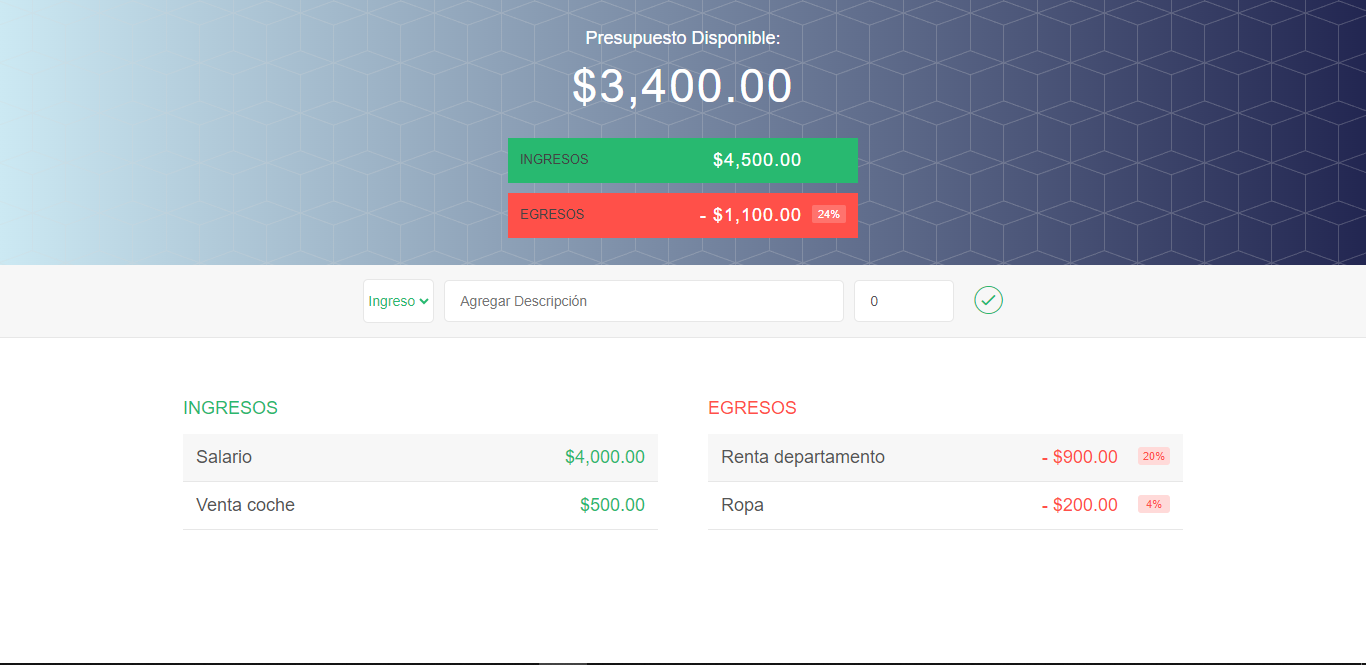 Presupuesto Disponible:
$3,400.00
INGRESOS $4,500.00
EGRESOS - $1,100.00 24%
Ingreso Agregar Descripción 0
INGRESOS
Salario $4,000.00
Venta coche $500.00
EGRESOS
Renta departamento - $900.00 20%
Ropa - $200.00 4%